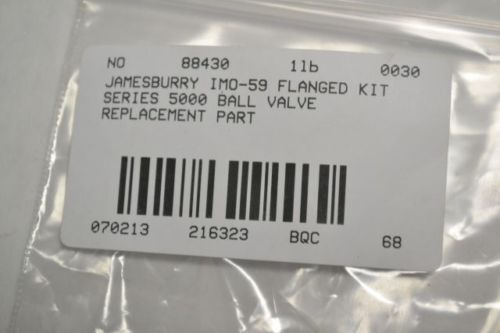 NO 88430 1lb 0030
JAMESBURRY IMO-59 FLANGED KIT
SERIES 5000 BALL VALVE
REPLACEMENT PART
070213 216323 BQC 68